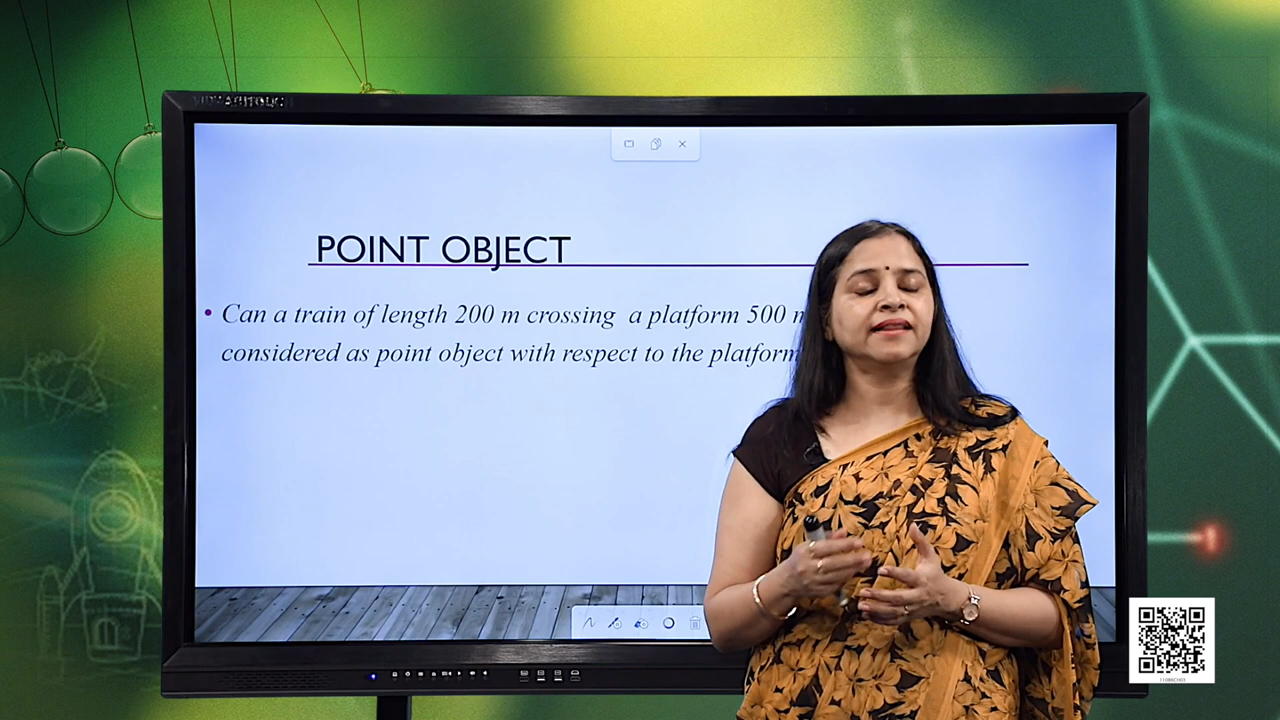 POINT OBJECT
• Can a train of length 200 m crossing a platform 500
considered as point object with respect to the platform
11086CH03